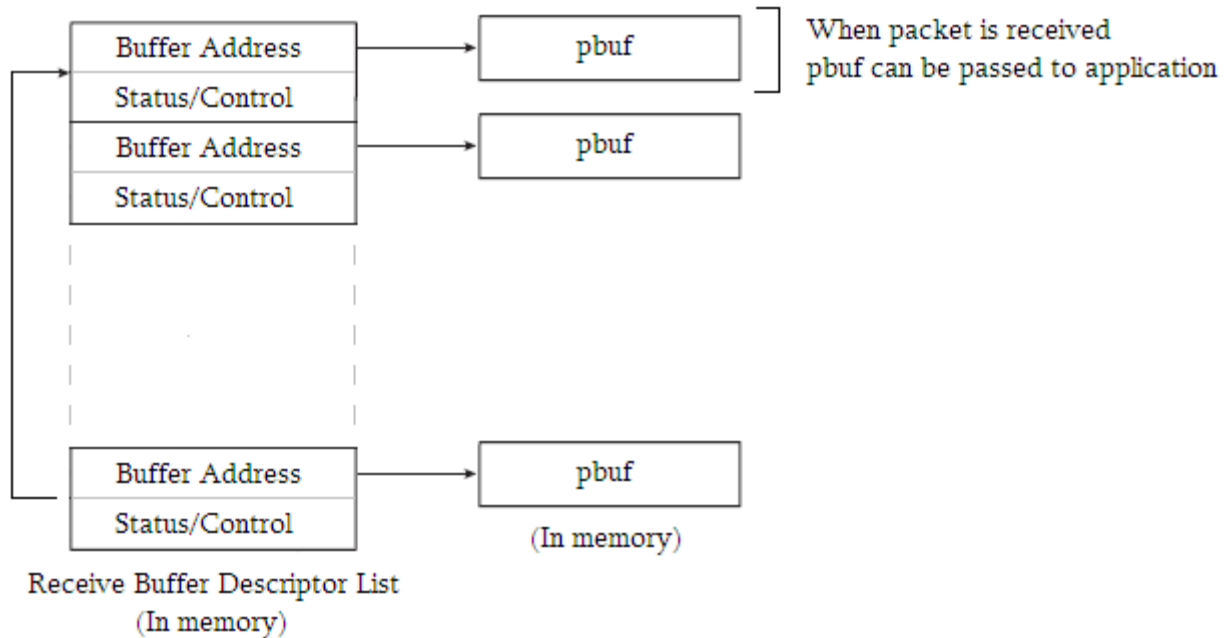 Buffer Address
Status/Control
Buffer Address
Status/Control
pbuf
When packet is received
pbuf can be passed to application
pbuf
Buffer Address
Status/Control
pbuf
(In memory)
Receive Buffer Descriptor List
(In memory)